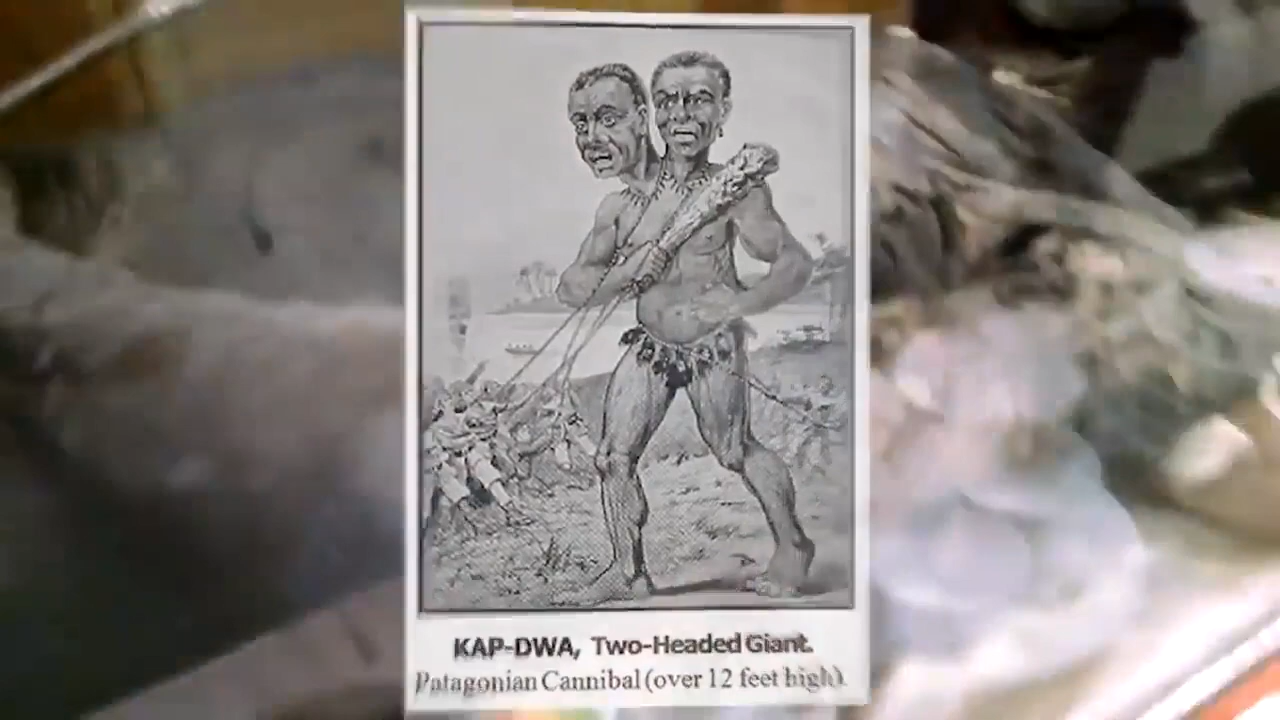 KAP-DWA, Two-Headed Giant.
Patagonian Cannibal (over 12 feet high).